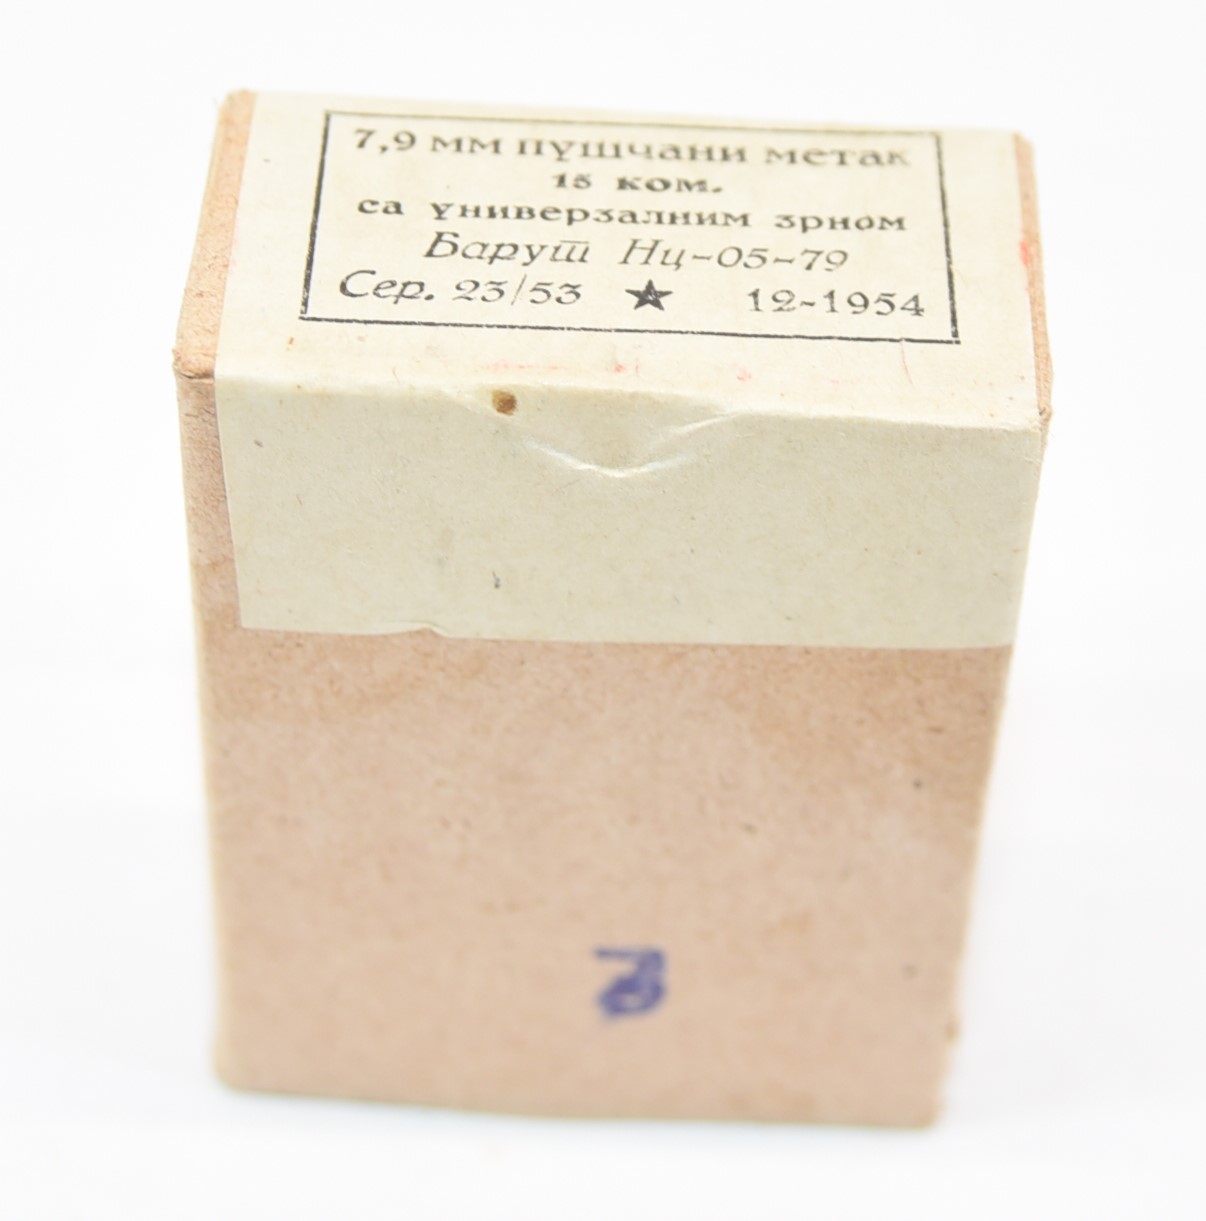 7,9 мм пушчани метак
15 ком.
са универзалним зрном
Барут Нц-05-79
Сер. 23/53 ★ 12-1954